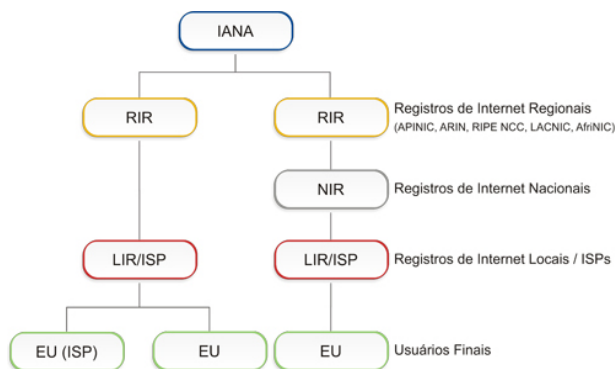 IANA
RIR
RIR
Registros de Internet Regionais
(APINIC, ARIN, RIPE NCC, LACNIC, AfriNIC)
NIR
Registros de Internet Nacionais
LIR/ISP
LIR/ISP
Registros de Internet Locais / ISPs
EU (ISP)
EU
EU
Usuários Finais